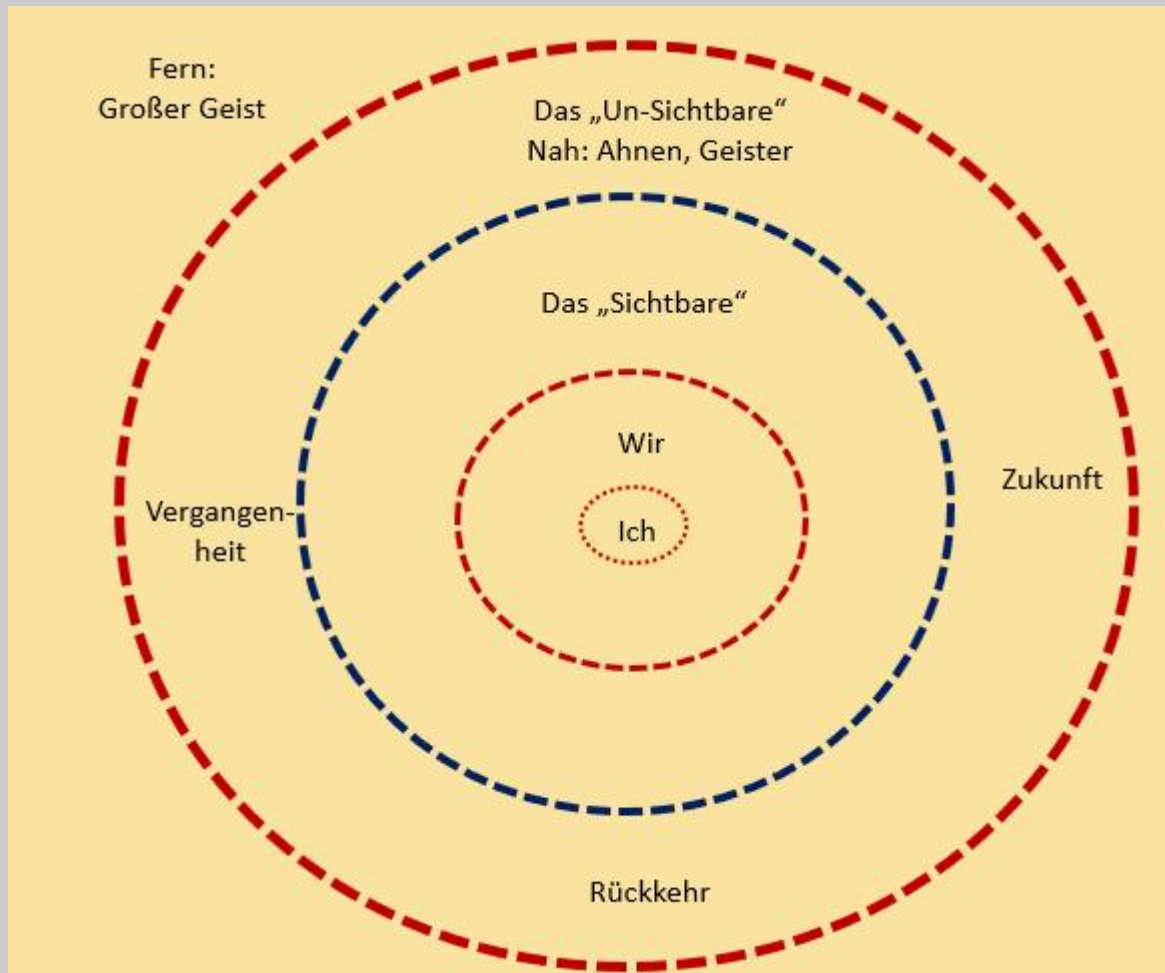 Fern:
Großer Geist
Das „Un-Sichtbare“
Nah: Ahnen, Geister
Das „Sichtbare“
Wir
Ich
Vergangen-
heit
Zukunft
Rückkehr